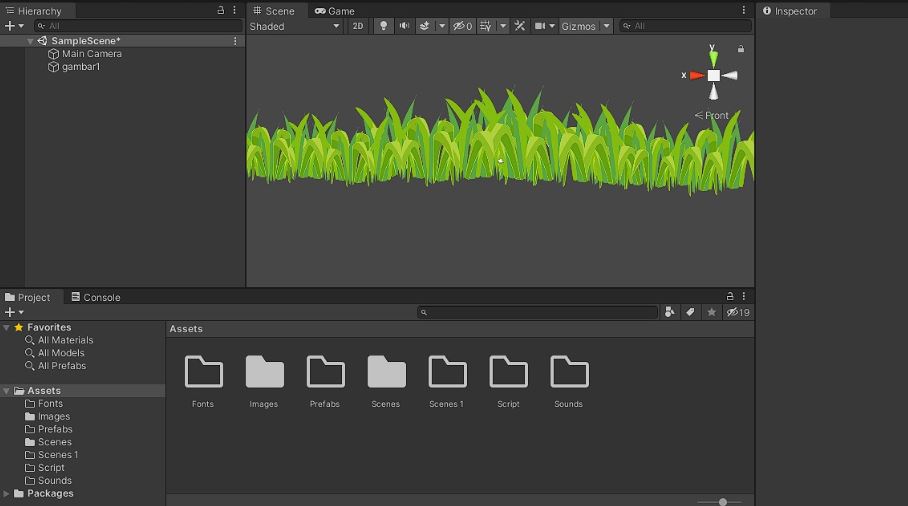 Hierarchy
All
SampleScene*
Main Camera
gambar1
Scene
Game
Shaded
2D
0
Gizmos
All
y
x
Front
Inspector
Project
Console
19
Favorites
All Materials
All Models
All Prefabs
Assets
Fonts
Images
Prefabs
Scenes
Scenes 1
Script
Sounds
Packages
Assets
Fonts
Images
Prefabs
Scenes
Scenes 1
Script
Sounds